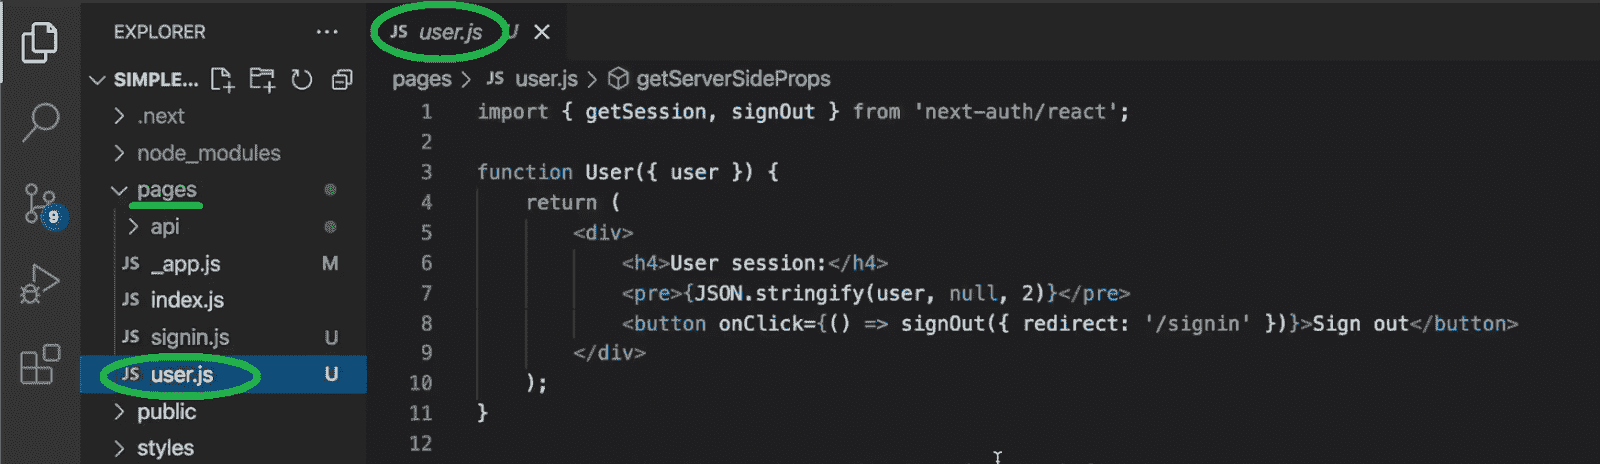 EXPLORER ...
SIMPLE...
.next
node_modules
pages
api
JS _app.js M
JS index.js
JS signin.js U
JS user.js U
public
styles
9
JS user.js U
pages > JS user.js > getServerSideProps
1 import { getSession, signOut } from 'next-auth/react';
2
3 function User({ user }) {
4 return (
5 <div>
6 <h4>User session:</h4>
7 <pre>{JSON.stringify(user, null, 2)}</pre>
8 <button onClick={() => signOut({ redirect: '/signin' })}>Sign out</button>
9 </div>
10 );
11 }
12